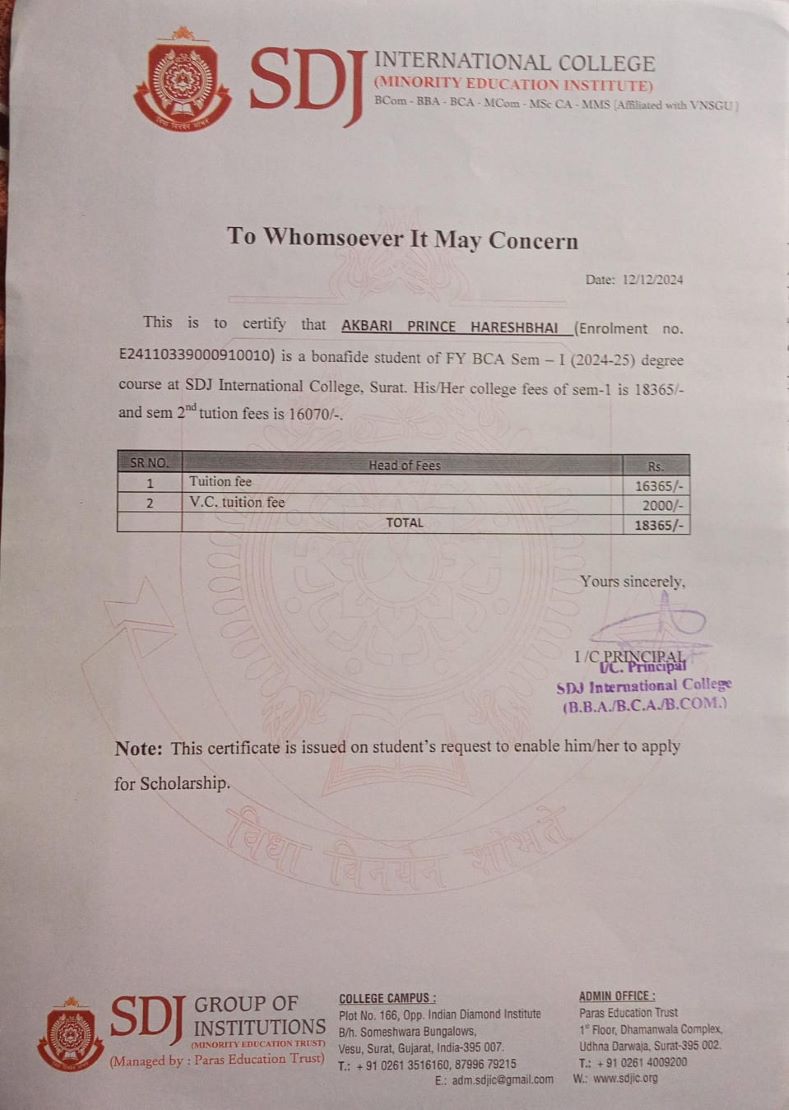 SDJ INTERNATIONAL COLLEGE
(MINORITY EDUCATION INSTITUTE)
BCom - BBA - BCA - MCom - MSc CA - MMS (Affiliated with VNSGU)
To Whomsoever It May Concern
Date: 12/12/2024
This is to certify that AKBARI PRINCE HARESHBHAI (Enrolment no.
E24110339000910010) is a bonafide student of FY BCA Sem – I (2024-25) degree
course at SDJ International College, Surat. His/Her college fees of sem-1 is 18365/-
and sem 2nd tution fees is 16070/-.
SR NO. Head of Fees Rs.
1 Tuition fee 16365/-
2 V.C. tuition fee 2000/-
TOTAL 18365/-
Yours sincerely,
I /C PRINCIPAL
I/C. Principal
SDJ International College
(B.B.A./B.C.A./B.COM.)
Note: This certificate is issued on student's request to enable him/her to apply
for Scholarship.
विद्या विनयेन शोभते
SDJ GROUP OF INSTITUTIONS
(MINORITY EDUCATION TRUST)
(Managed by : Paras Education Trust)
COLLEGE CAMPUS :
Plot No. 166, Opp. Indian Diamond Institute
B/h. Someshwara Bungalows,
Vesu, Surat, Gujarat, India-395 007.
T.: + 91 0261 3516160, 87996 79215
E.: adm.sdjic@gmail.com
ADMIN OFFICE :
Paras Education Trust
1st Floor, Dhamanwala Complex,
Udhna Darwaja, Surat-395 002.
T.: + 91 0261 4009200
W.: www.sdjic.org